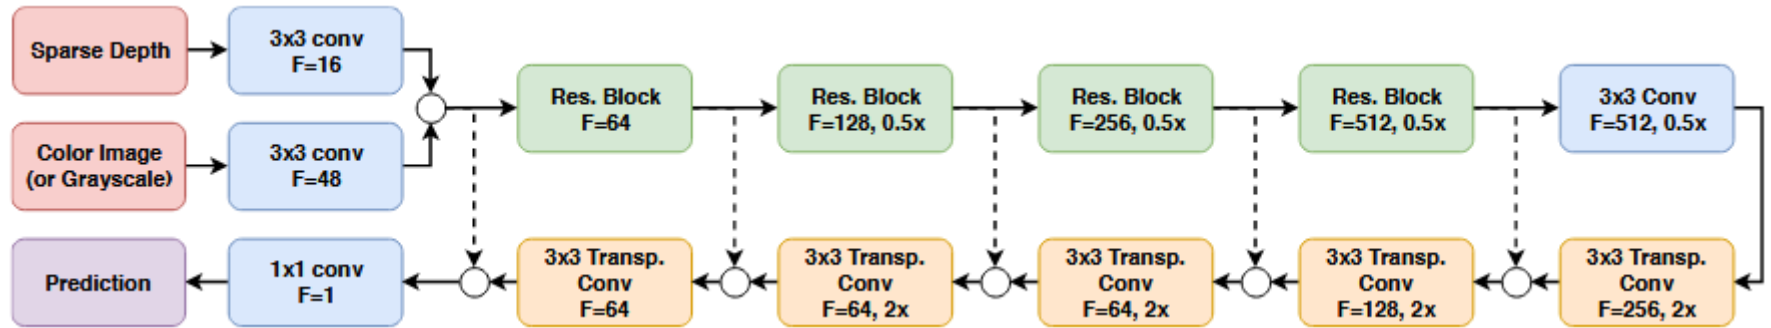 Sparse Depth
3x3 conv
F=16
Color Image
(or Grayscale)
3x3 conv
F=48
Res. Block
F=64
Res. Block
F=128, 0.5x
Res. Block
F=256, 0.5x
Res. Block
F=512, 0.5x
3x3 Conv
F=512, 0.5x
Prediction
1x1 conv
F=1
3x3 Transp.
Conv
F=64
3x3 Transp.
Conv
F=64, 2x
3x3 Transp.
Conv
F=64, 2x
3x3 Transp.
Conv
F=128, 2x
3x3 Transp.
Conv
F=256, 2x